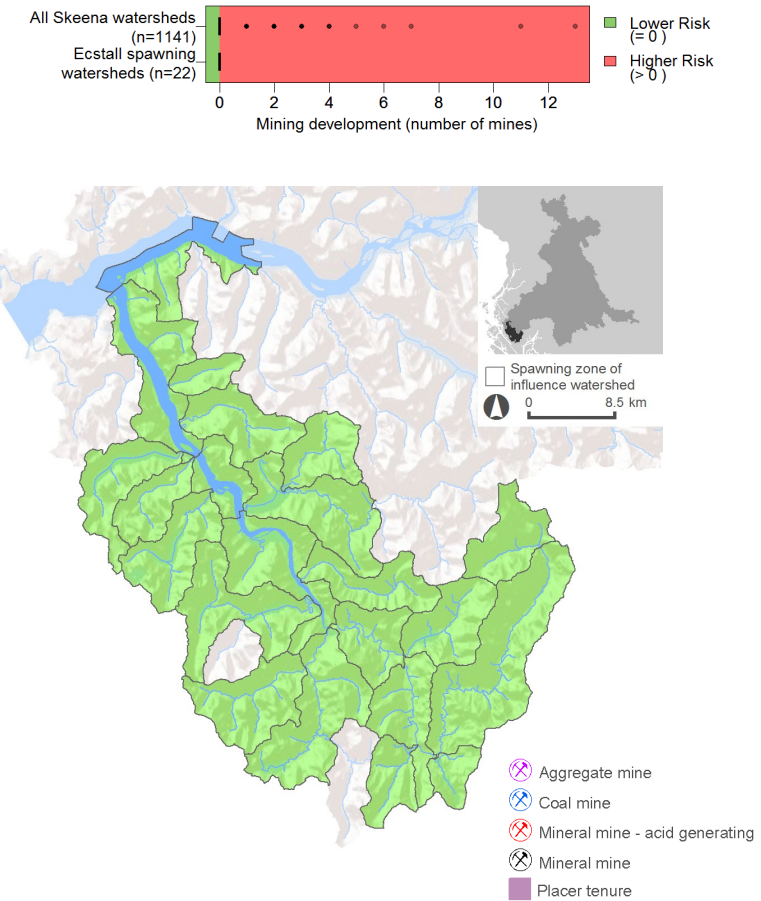 All Skeena watersheds
(n=1141)
Ecstall spawning
watersheds (n=22)
Lower Risk
(= 0 )
Higher Risk
(> 0 )
0 2 4 6 8 10 12
Mining development (number of mines)
Spawning zone of
influence watershed
0 8.5 km
Aggregate mine
Coal mine
Mineral mine - acid generating
Mineral mine
Placer tenure